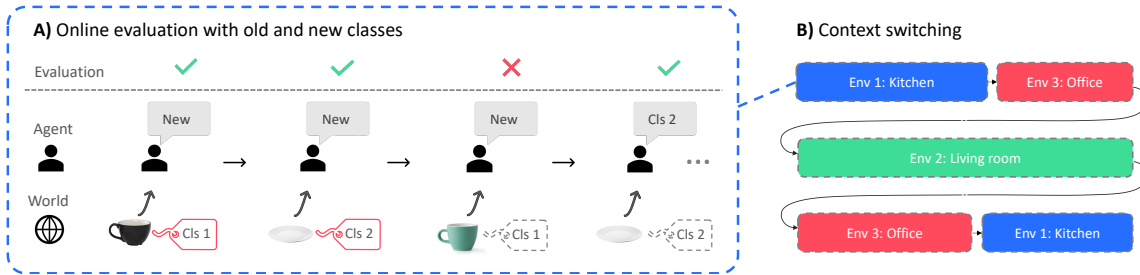 A) Online evaluation with old and new classes
Evaluation
Agent
New
New
New
Cls 2
...
World
Cls 1
Cls 2
Cls 1
Cls 2
B) Context switching
Env 1: Kitchen
Env 3: Office
Env 2: Living room
Env 3: Office
Env 1: Kitchen